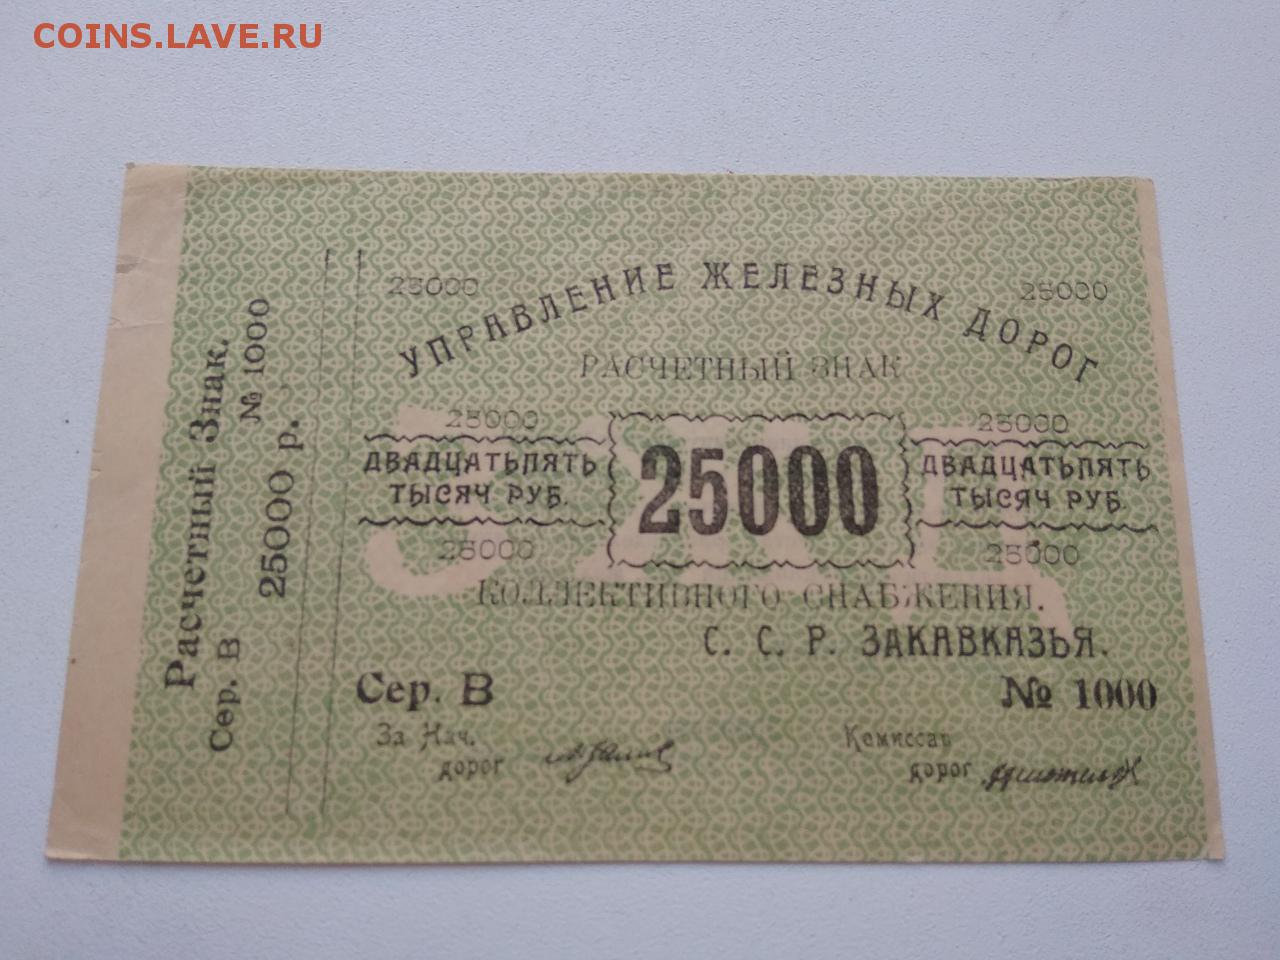 COINS.LAVE.RU
Расчетный Знак.
Сер. В № 1000
25000 р.
25000 25000
УПРАВЛЕНИЕ ЖЕЛЕЗНЫХ ДОРОГ
РАСЧЕТНЫЙ ЗНАК
25000 25000
ДВАДЦАТЬПЯТЬ
ТЫСЯЧ РУБ.
25000
ДВАДЦАТЬПЯТЬ
ТЫСЯЧ РУБ.
25000 25000
КОЛЛЕКТИВНОГО СНАБЖЕНИЯ.
С. С. Р. ЗАКАВКАЗЬЯ.
Сер. В № 1000
За Нач.
дорог
Комиссар
дорог